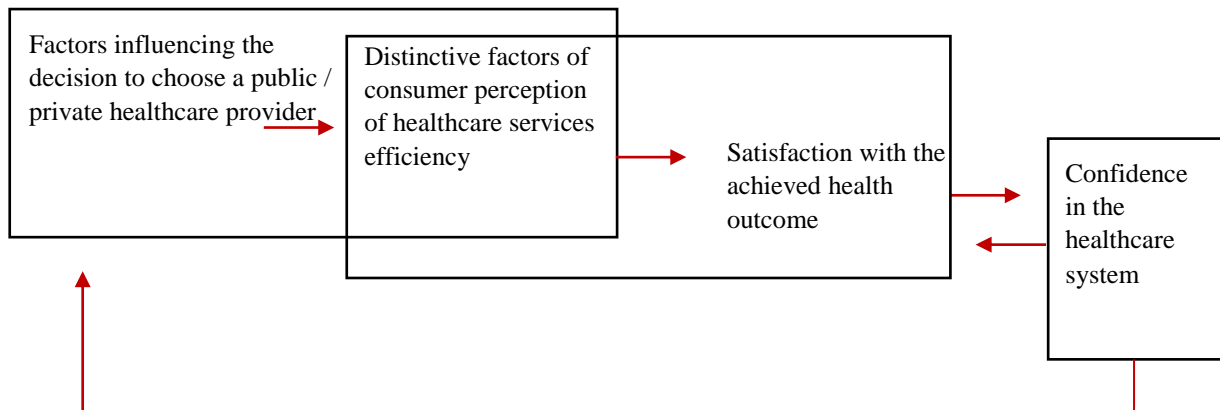 Factors influencing the
decision to choose a public /
private healthcare provider
Distinctive factors of
consumer perception
of healthcare services
efficiency
Satisfaction with the
achieved health
outcome
Confidence
in the
healthcare
system